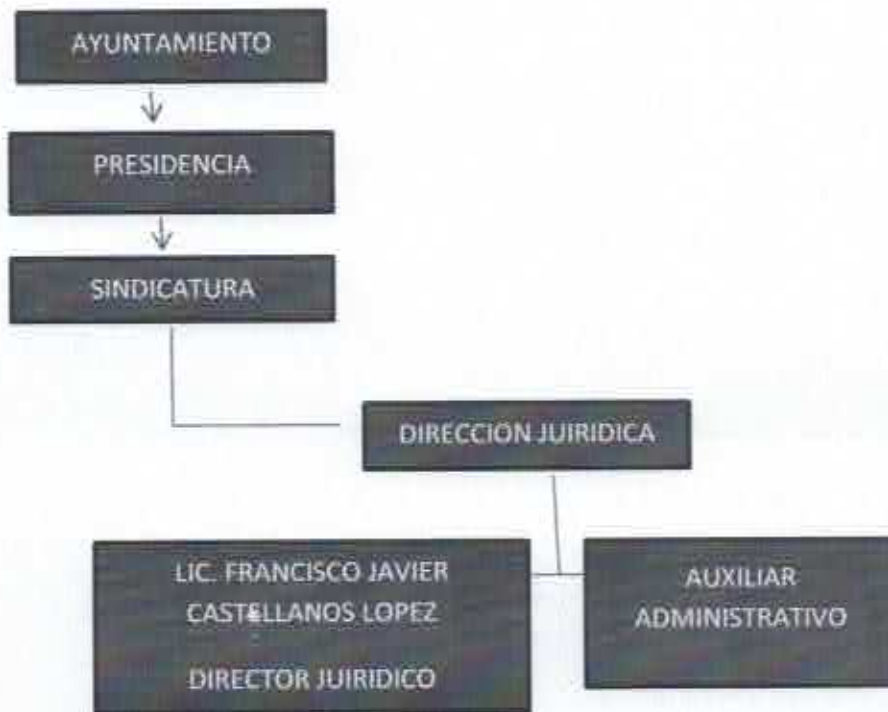 AYUNTAMIENTO
PRESIDENCIA
SINDICATURA
DIRECCION JUIRIDICA
LIC. FRANCISCO JAVIER
CASTELLANOS LOPEZ
DIRECTOR JUIRIDICO
AUXILIAR
ADMINISTRATIVO